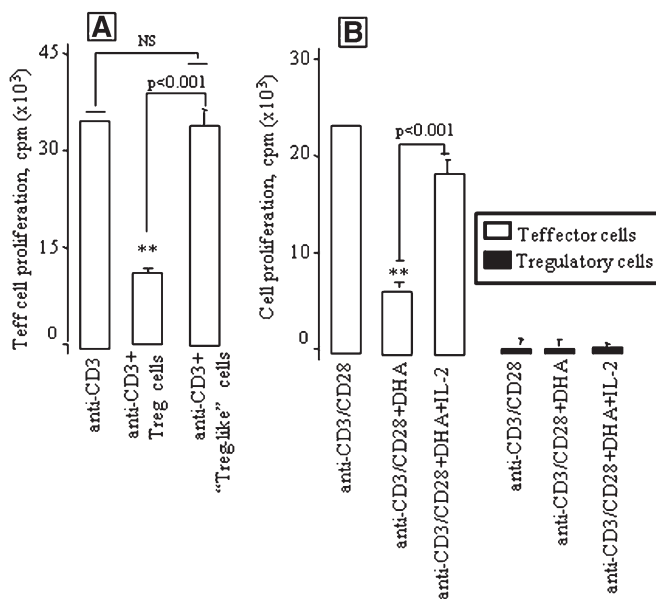 A
Teff cell proliferation, cpm (x10³)
45
30
15
0
NS
p<0.001
**
anti-CD3
anti-CD3+
Treg cells
anti-CD3+
“Treg-like” cells
B
Cell proliferation, cpm (x10³)
30
20
10
0
p<0.001
**
anti-CD3/CD28
anti-CD3/CD28+DHA
anti-CD3/CD28+DHA+IL-2
anti-CD3/CD28
anti-CD3/CD28+DHA
anti-CD3/CD28+DHA+IL-2
Teffector cells
Tregulatory cells